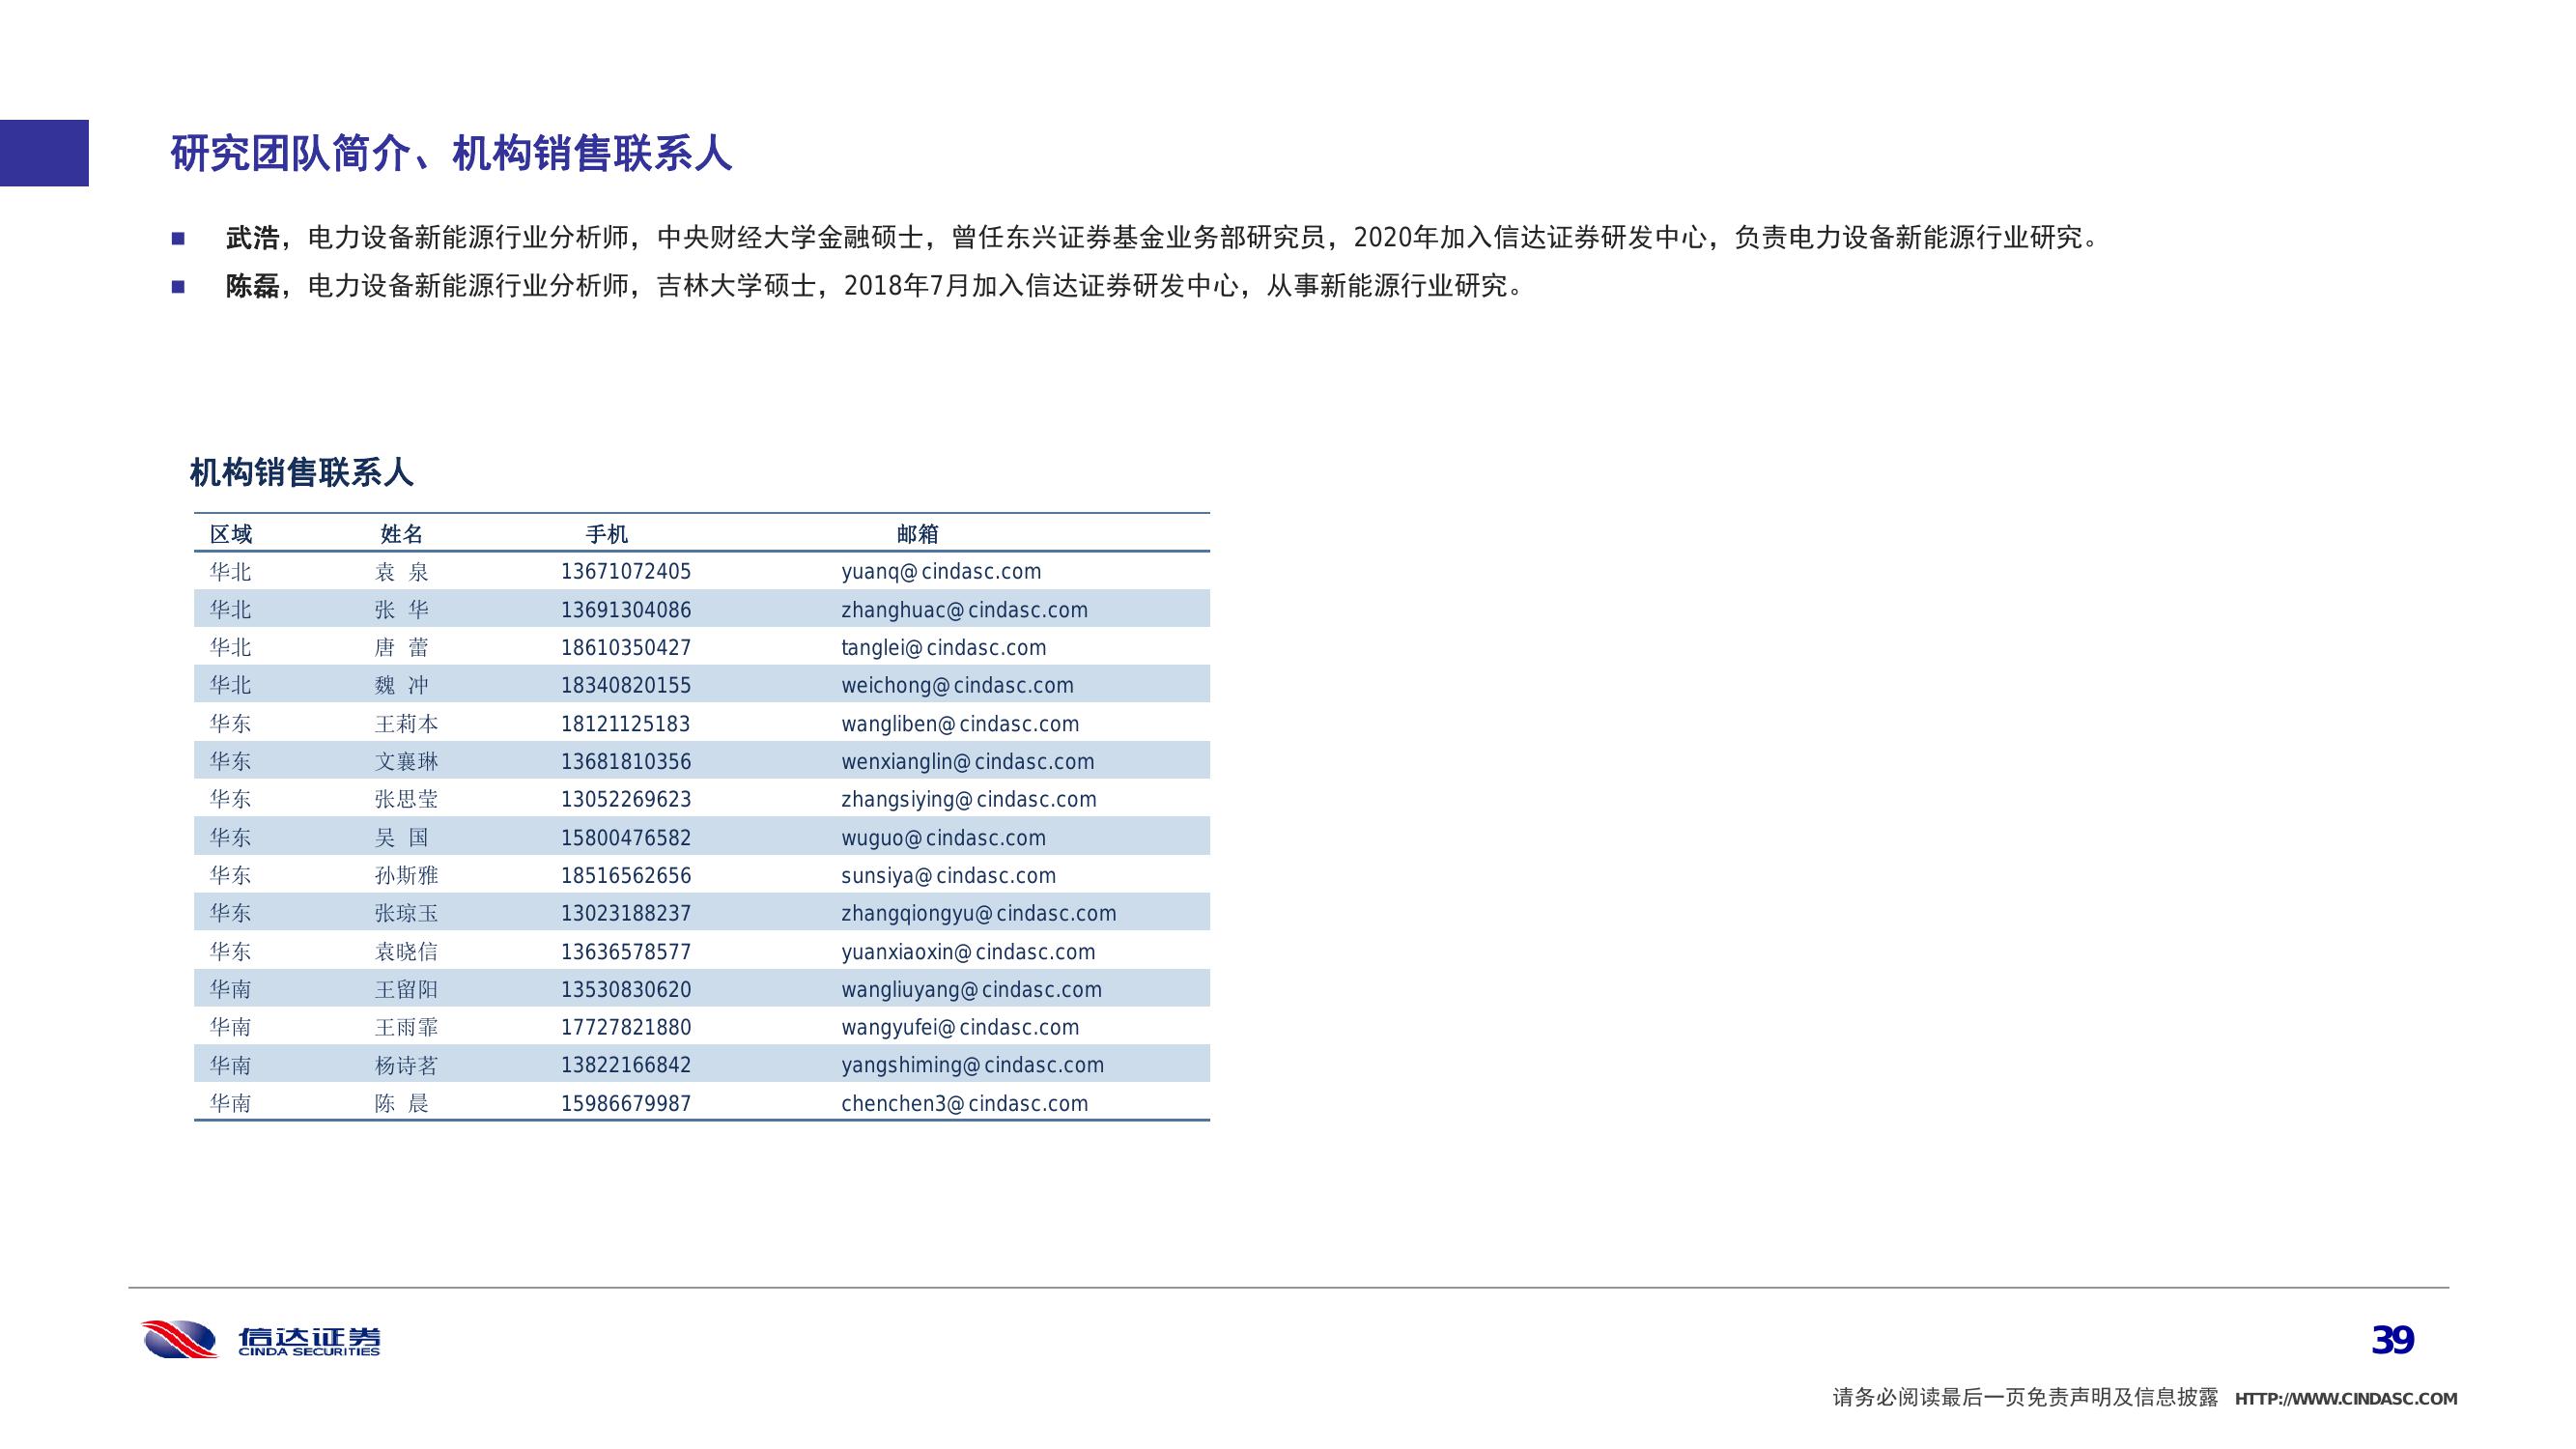 研究团队简介、机构销售联系人
■ 武浩，电力设备新能源行业分析师，中央财经大学金融硕士，曾任东兴证券基金业务部研究员，2020年加入信达证券研发中心，负责电力设备新能源行业研究。
■ 陈磊，电力设备新能源行业分析师，吉林大学硕士，2018年7月加入信达证券研发中心，从事新能源行业研究。
机构销售联系人
区域 姓名 手机 邮箱
华北 袁 泉 13671072405 yuanq@cindasc.com
华北 张 华 13691304086 zhanghuac@cindasc.com
华北 唐 蕾 18610350427 tanglei@cindasc.com
华北 魏 冲 18340820155 weichong@cindasc.com
华东 王莉本 18121125183 wangliben@cindasc.com
华东 文襄琳 13681810356 wenxianglin@cindasc.com
华东 张思莹 13052269623 zhangsiying@cindasc.com
华东 吴 国 15800476582 wuguo@cindasc.com
华东 孙斯雅 18516562656 sunsiya@cindasc.com
华东 张琼玉 13023188237 zhangqiongyu@cindasc.com
华东 袁晓信 13636578577 yuanxiaoxin@cindasc.com
华南 王留阳 13530830620 wangliuyang@cindasc.com
华南 王雨霏 17727821880 wangyufei@cindasc.com
华南 杨诗茗 13822166842 yangshiming@cindasc.com
华南 陈 晨 15986679987 chenchen3@cindasc.com
信达证券
CINDA SECURITIES
39
请务必阅读最后一页免责声明及信息披露 HTTP://WWW.CINDASC.COM